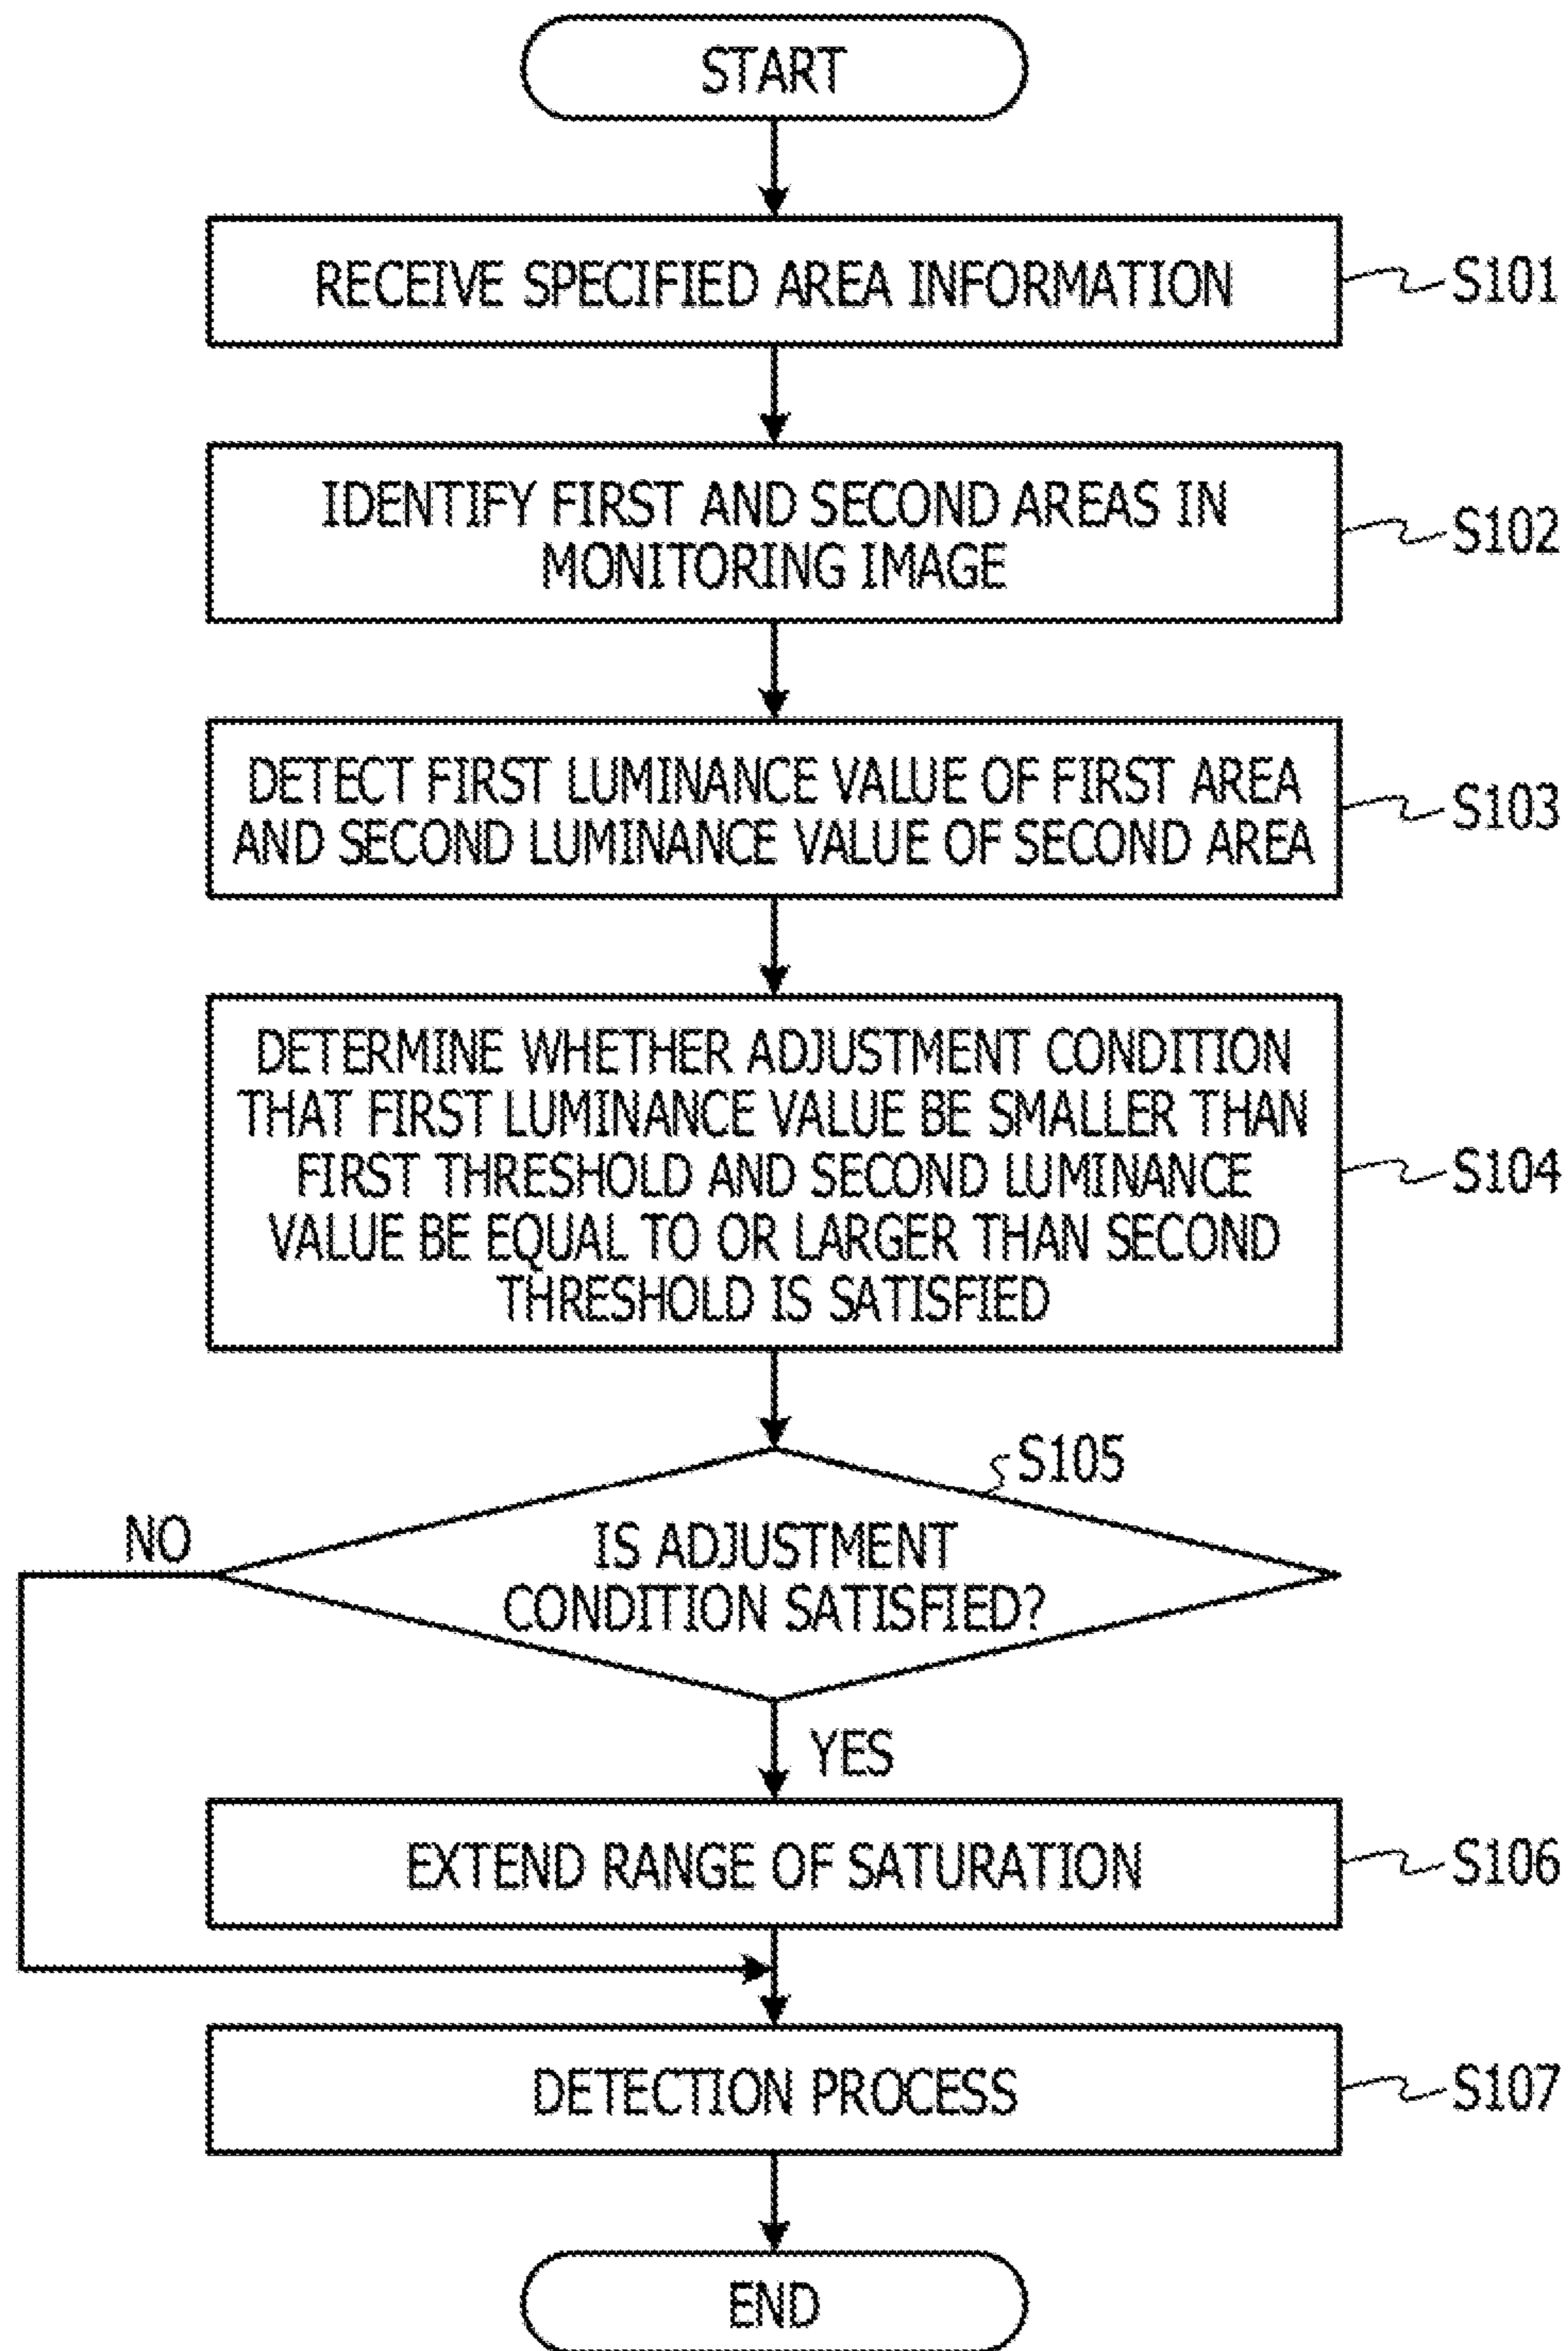 START
RECEIVE SPECIFIED AREA INFORMATION
S101
IDENTIFY FIRST AND SECOND AREAS IN
MONITORING IMAGE
S102
DETECT FIRST LUMINANCE VALUE OF FIRST AREA
AND SECOND LUMINANCE VALUE OF SECOND AREA
S103
DETERMINE WHETHER ADJUSTMENT CONDITION
THAT FIRST LUMINANCE VALUE BE SMALLER THAN
FIRST THRESHOLD AND SECOND LUMINANCE
VALUE BE EQUAL TO OR LARGER THAN SECOND
THRESHOLD IS SATISFIED
S104
S105
NO
IS ADJUSTMENT
CONDITION SATISFIED?
YES
EXTEND RANGE OF SATURATION
S106
DETECTION PROCESS
S107
END